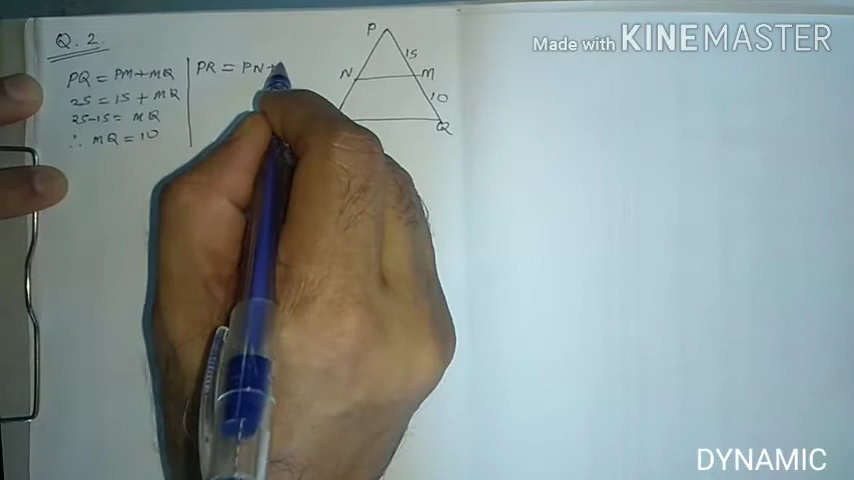 Q. 2
PQ = PM + MQ
25 = 15 + MQ
25-15 = MQ
∴ MQ = 10
PR = PN +
P
15
N
M
10
Q
Made with KINEMASTER
DYNAMIC